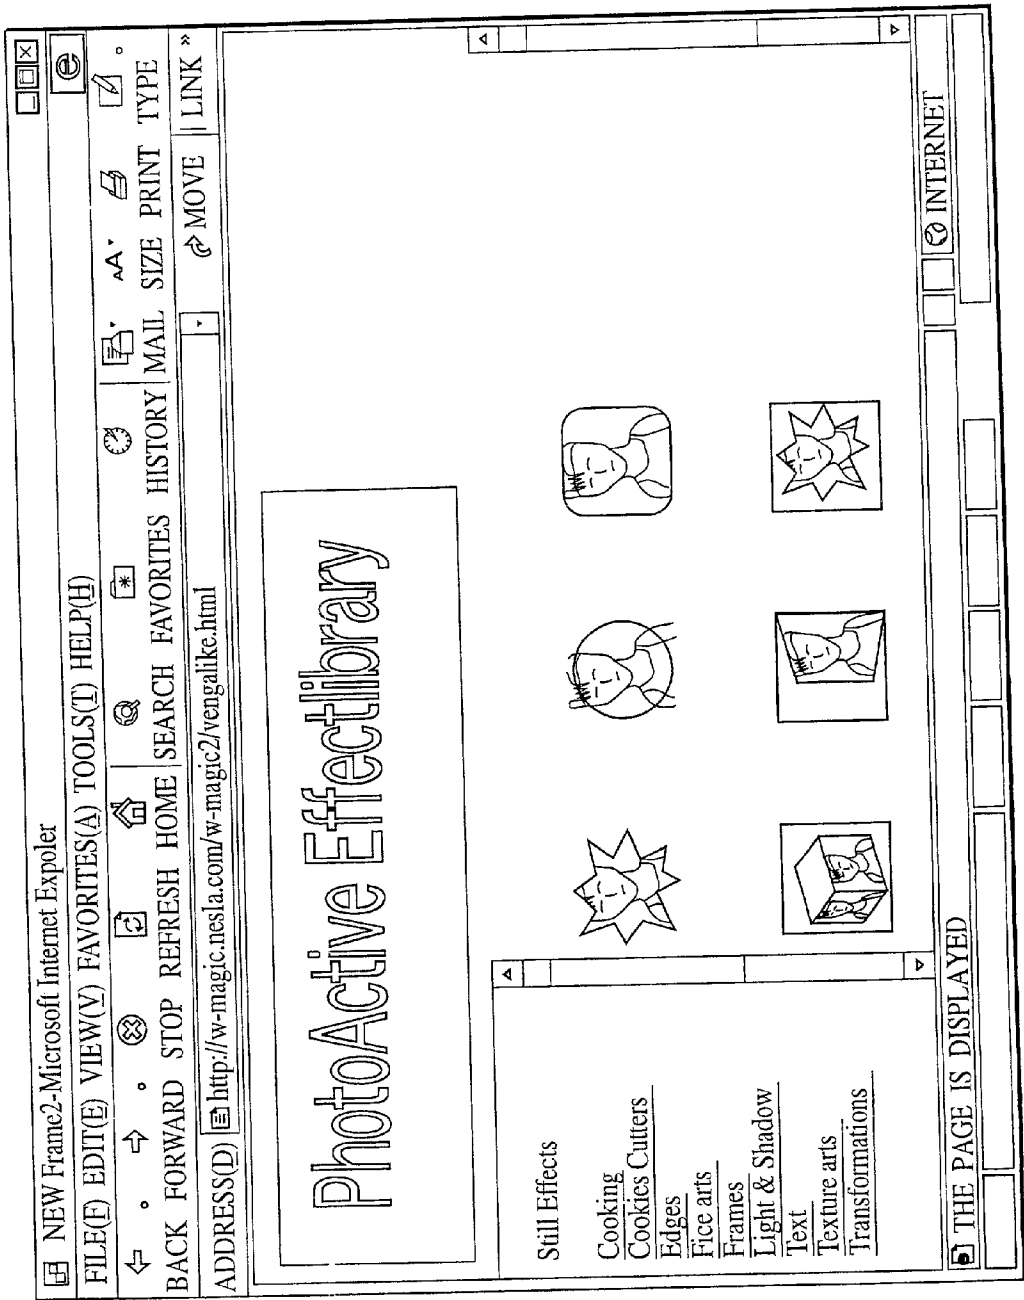 NEW Frame2-Microsoft Internet Expoler
e
FILE(F) EDIT(E) VIEW(V) FAVORITES(A) TOOLS(T) HELP(H)
BACK FORWARD STOP REFRESH HOME SEARCH FAVORITES HISTORY MAIL SIZE PRINT TYPE
ADDRESS(D) http://w-magic.nesla.com/w-magic2/vengalike.html MOVE LINK »
PhotoActive Effectlibrary
Still Effects
Cooking
Cookies Cutters
Edges
Fice arts
Frames
Light & Shadow
Text
Texture arts
Transformations
THE PAGE IS DISPLAYED INTERNET